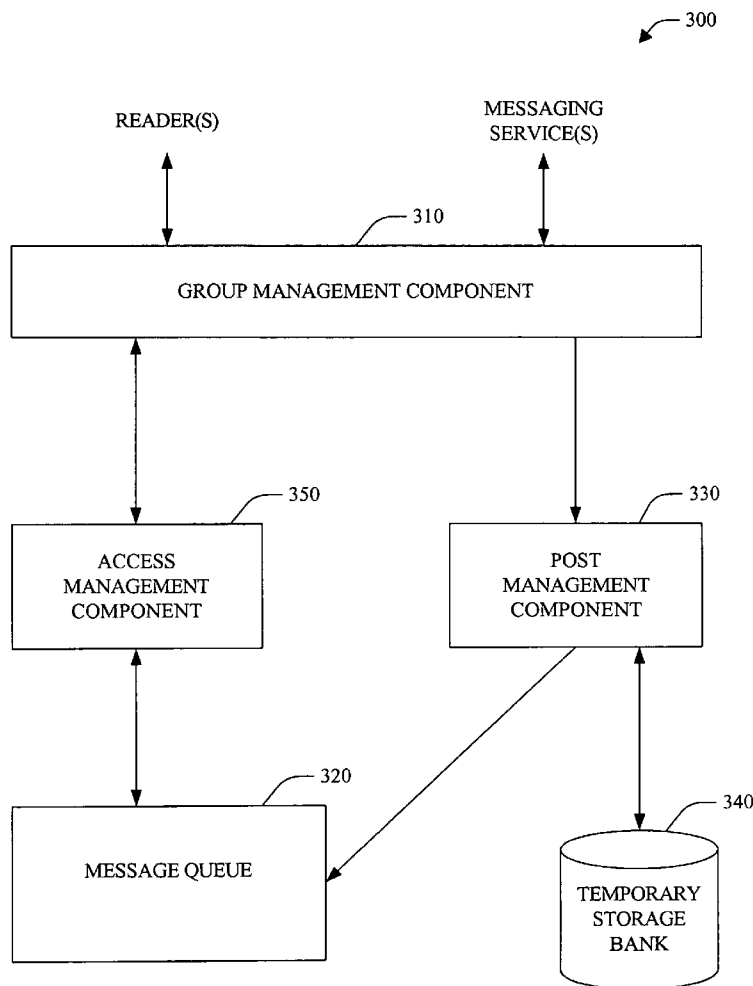 300
READER(S)
MESSAGING
SERVICE(S)
310
GROUP MANAGEMENT COMPONENT
350
ACCESS
MANAGEMENT
COMPONENT
330
POST
MANAGEMENT
COMPONENT
320
MESSAGE QUEUE
340
TEMPORARY
STORAGE
BANK